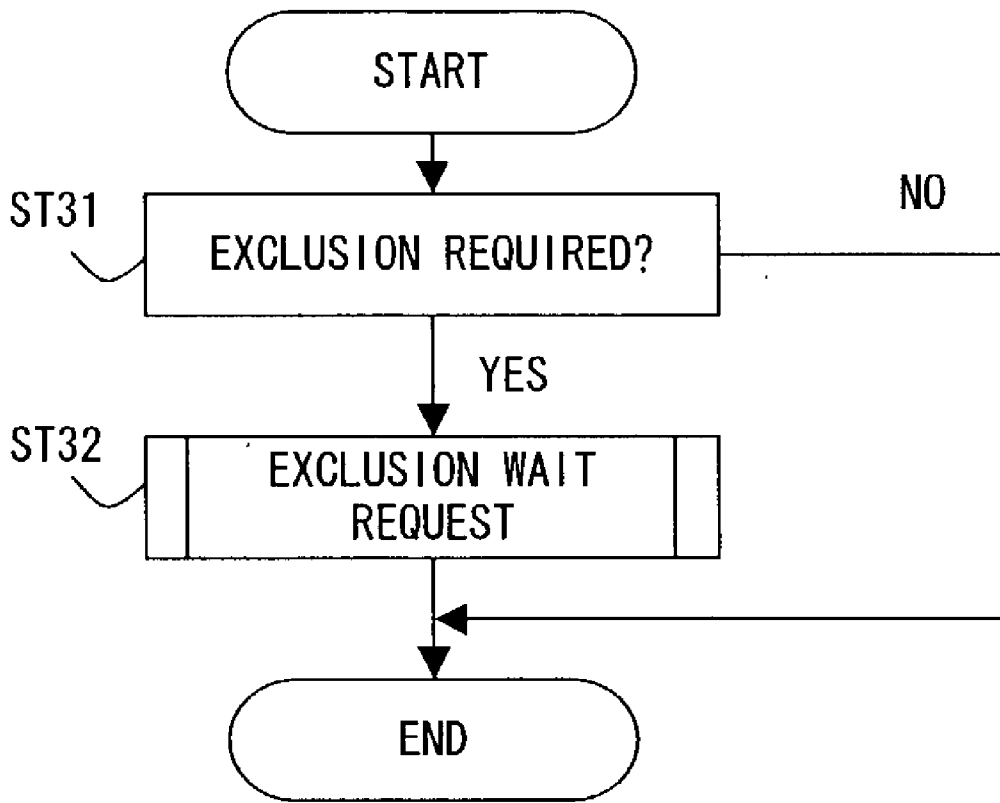 START
ST31
EXCLUSION REQUIRED?
NO
YES
ST32
EXCLUSION WAIT
REQUEST
END